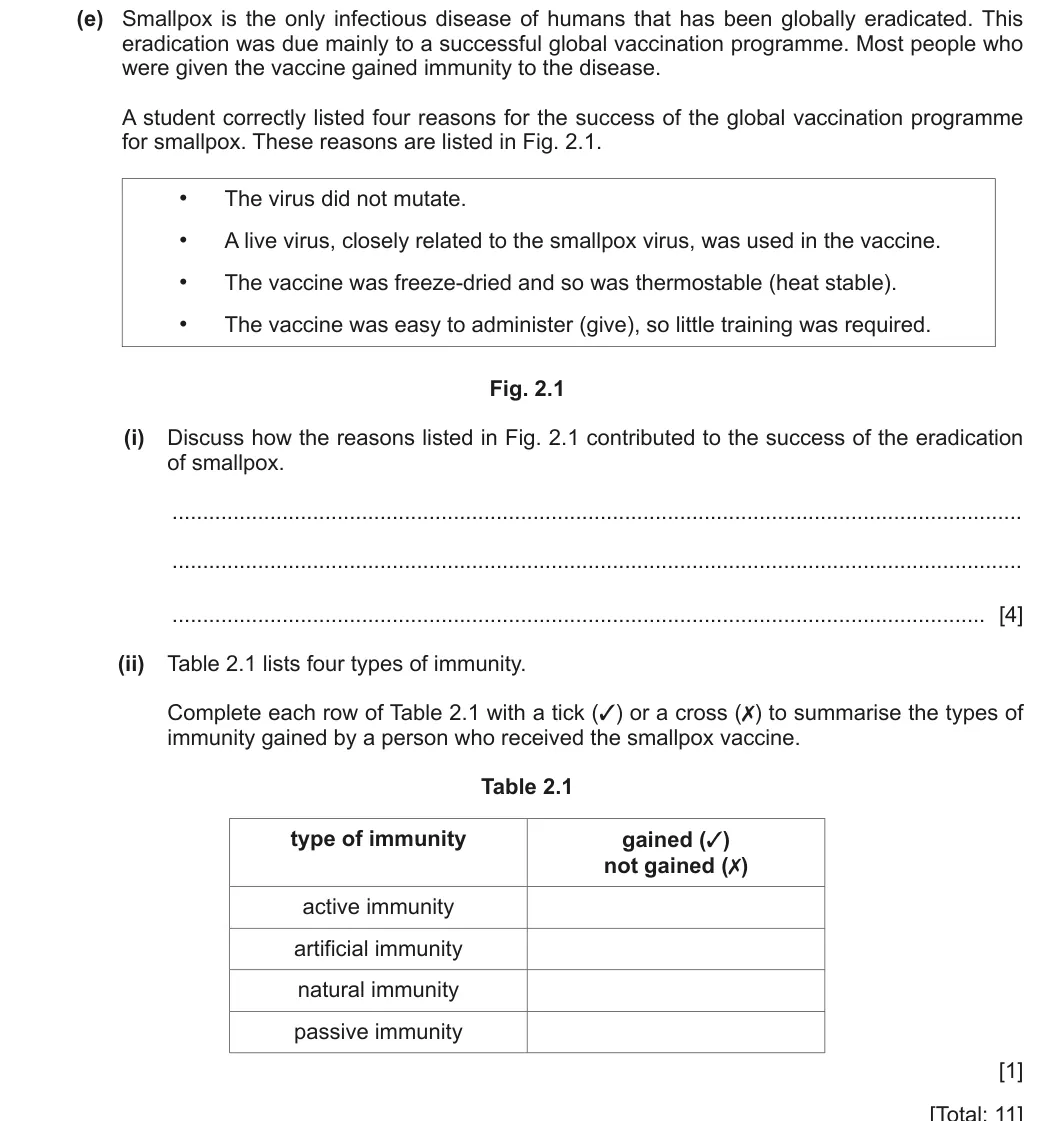 (e) Smallpox is the only infectious disease of humans that has been globally eradicated. This
eradication was due mainly to a successful global vaccination programme. Most people who
were given the vaccine gained immunity to the disease.
A student correctly listed four reasons for the success of the global vaccination programme
for smallpox. These reasons are listed in Fig. 2.1.
• The virus did not mutate.
• A live virus, closely related to the smallpox virus, was used in the vaccine.
• The vaccine was freeze-dried and so was thermostable (heat stable).
• The vaccine was easy to administer (give), so little training was required.
Fig. 2.1
(i) Discuss how the reasons listed in Fig. 2.1 contributed to the success of the eradication
of smallpox.
...................................................................................................................................
...................................................................................................................................
............................................................................................................................... [4]
(ii) Table 2.1 lists four types of immunity.
Complete each row of Table 2.1 with a tick (✓) or a cross (✗) to summarise the types of
immunity gained by a person who received the smallpox vaccine.
Table 2.1
type of immunity gained (✓)
not gained (✗)
active immunity
artificial immunity
natural immunity
passive immunity
[1]
[Total: 11]